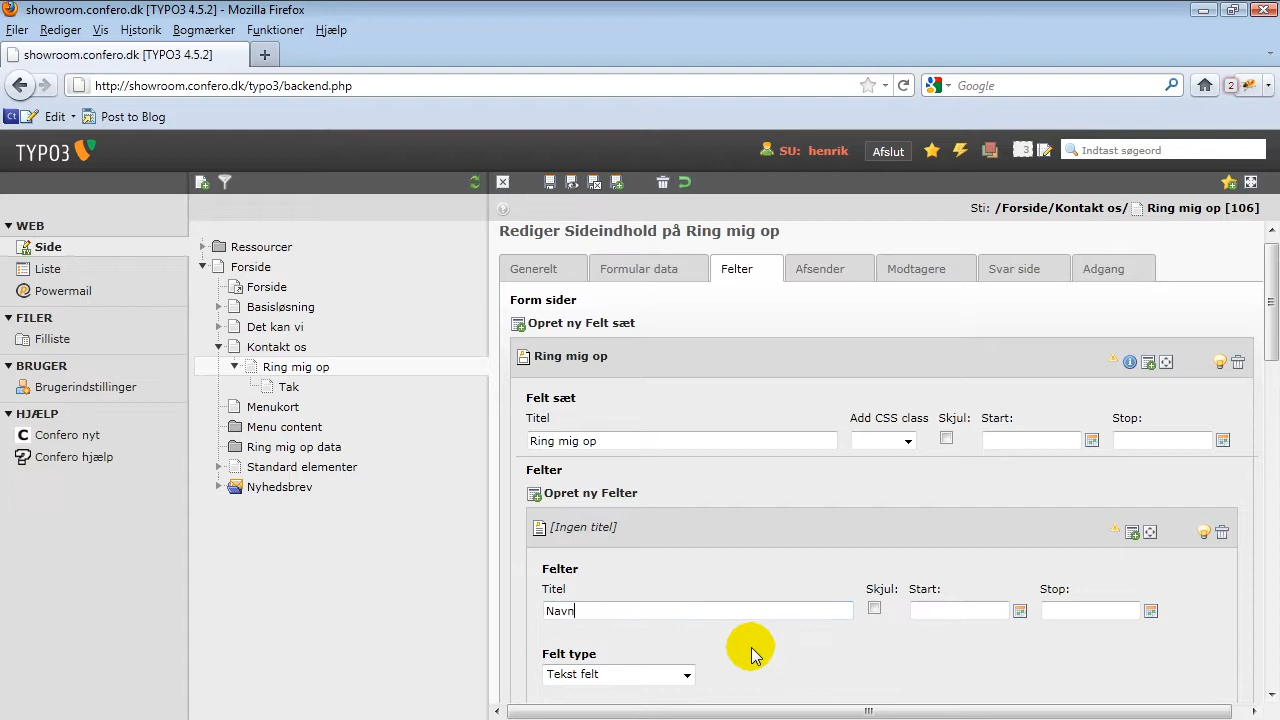 showroom.confero.dk [TYPO3 4.5.2] - Mozilla Firefox
Filer Rediger Vis Historik Bogmærker Funktioner Hjælp
showroom.confero.dk [TYPO3 4.5.2]
http://showroom.confero.dk/typo3/backend.php
Google
2
Ct Edit Post to Blog
TYPO3
SU: henrik Afslut 3 Indtast søgeord
Sti: /Forside/Kontakt os/ Ring mig op [106]
WEB
Side
Liste
Powermail
FILER
Filliste
BRUGER
Brugerindstillinger
HJÆLP
Confero nyt
Confero hjælp
Ressourcer
Forside
Forside
Basisløsning
Det kan vi
Kontakt os
Ring mig op
Tak
Menukort
Menu content
Ring mig op data
Standard elementer
Nyhedsbrev
Rediger Sideindhold på Ring mig op
Generelt Formular data Felter Afsender Modtagere Svar side Adgang
Form sider
Opret ny Felt sæt
Ring mig op
Felt sæt
Titel Add CSS class Skjul: Start: Stop:
Ring mig op
Felter
Opret ny Felter
[Ingen titel]
Felter
Titel Skjul: Start: Stop:
Navn
Felt type
Tekst felt